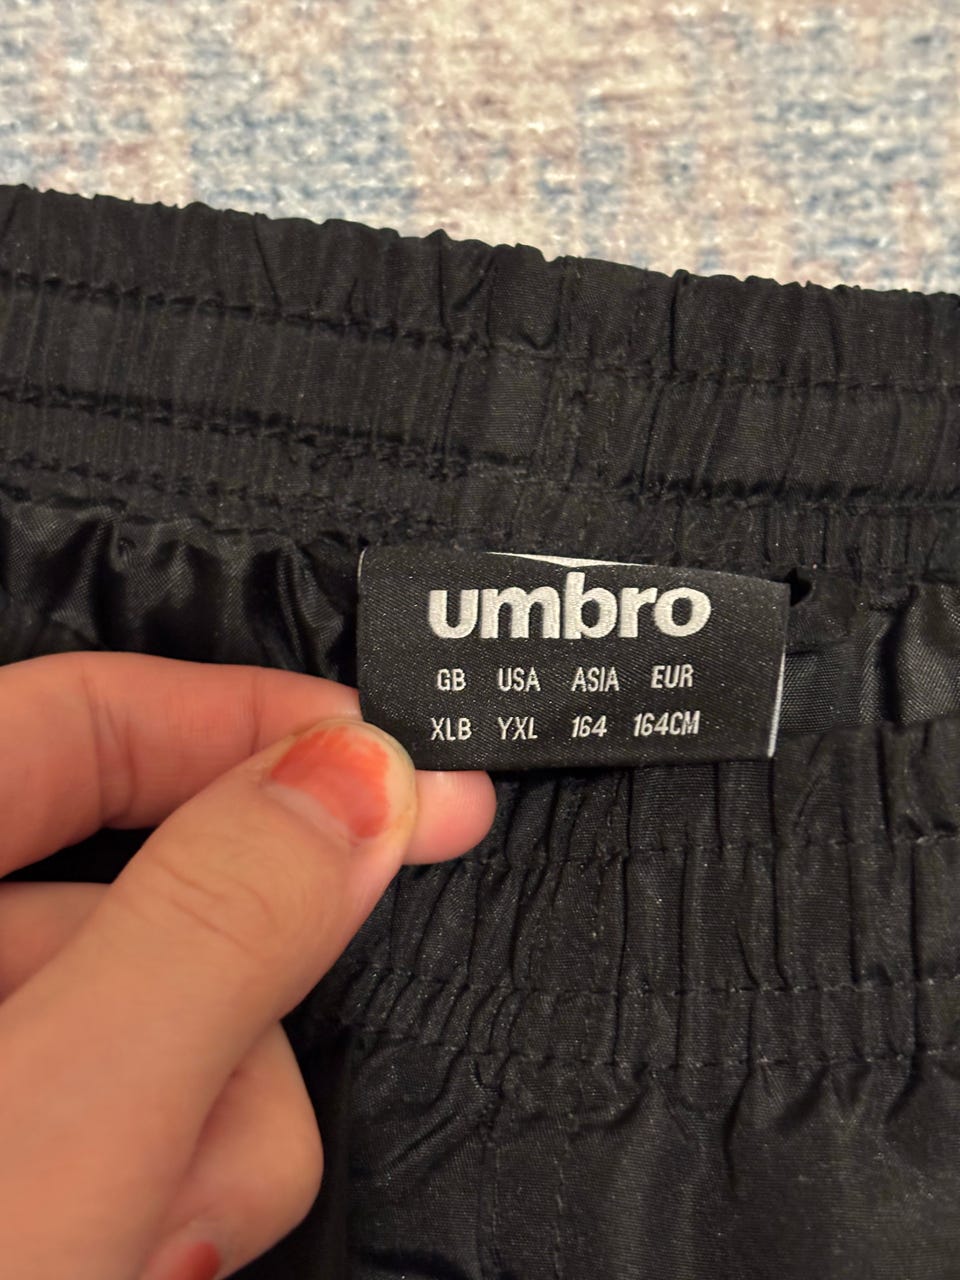 umbro
GB USA ASIA EUR
XLB YXL 164 164CM